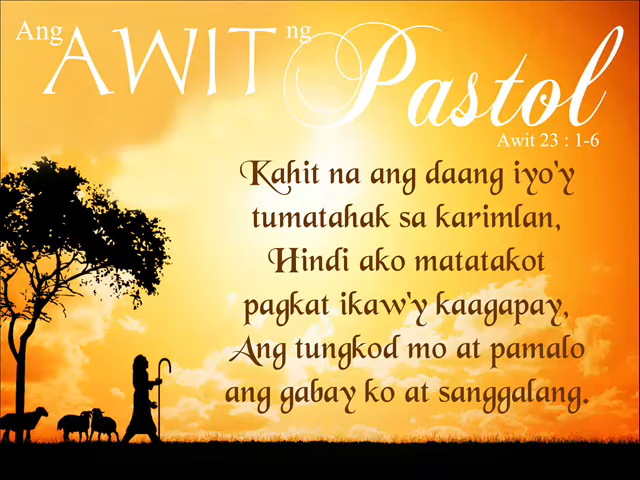 Ang AWIT ng Pastol
Awit 23 : 1-6
Kahit na ang daang iyo'y
tumatahak sa karimlan,
Hindi ako matatakot
pagkat ikaw'y kaagapay,
Ang tungkod mo at pamalo
ang gabay ko at sanggalang.